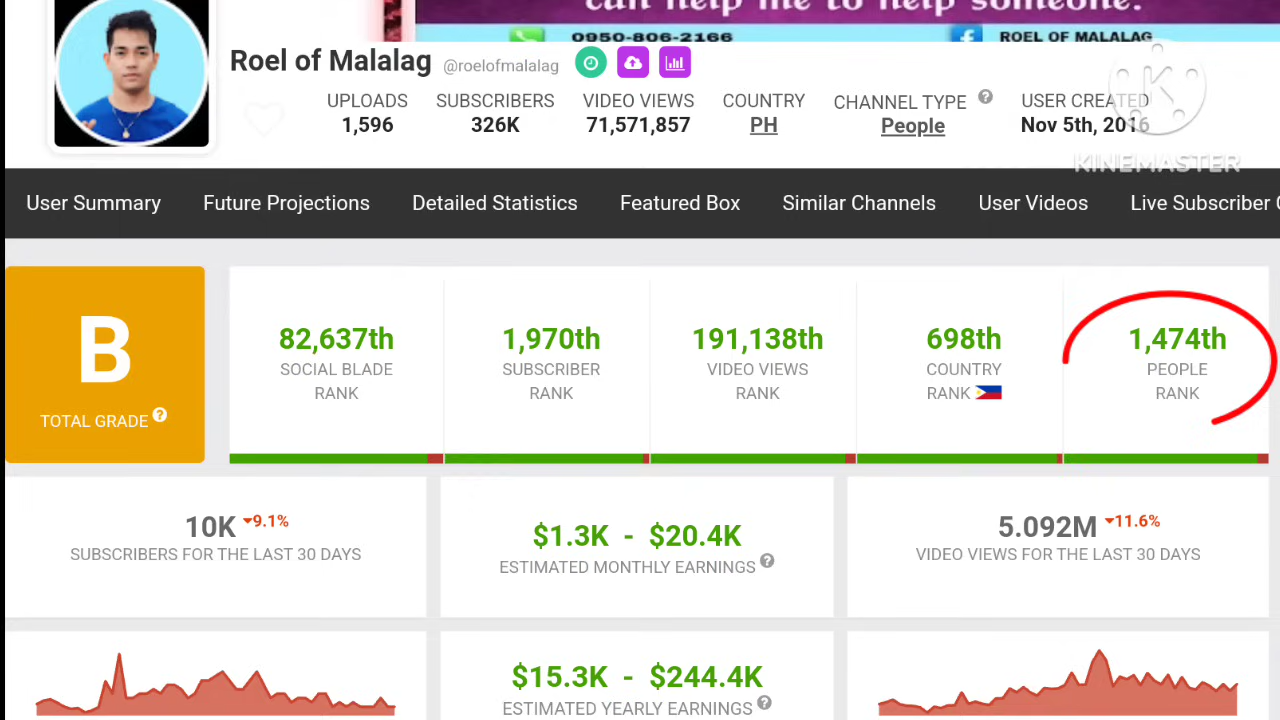 can help me to help someone.
0950-806-2166
ROEL OF MALALAG
Roel of Malalag @roelofmalalag
UPLOADS
1,596
SUBSCRIBERS
326K
VIDEO VIEWS
71,571,857
COUNTRY
PH
CHANNEL TYPE ?
People
USER CREATED
Nov 5th, 2016
KINEMASTER
User Summary Future Projections Detailed Statistics Featured Box Similar Channels User Videos Live Subscriber C
B
TOTAL GRADE ?
82,637th
SOCIAL BLADE
RANK
1,970th
SUBSCRIBER
RANK
191,138th
VIDEO VIEWS
RANK
698th
COUNTRY
RANK
1,474th
PEOPLE
RANK
10K 9.1%
SUBSCRIBERS FOR THE LAST 30 DAYS
$1.3K - $20.4K
ESTIMATED MONTHLY EARNINGS ?
5.092M 11.6%
VIDEO VIEWS FOR THE LAST 30 DAYS
$15.3K - $244.4K
ESTIMATED YEARLY EARNINGS ?